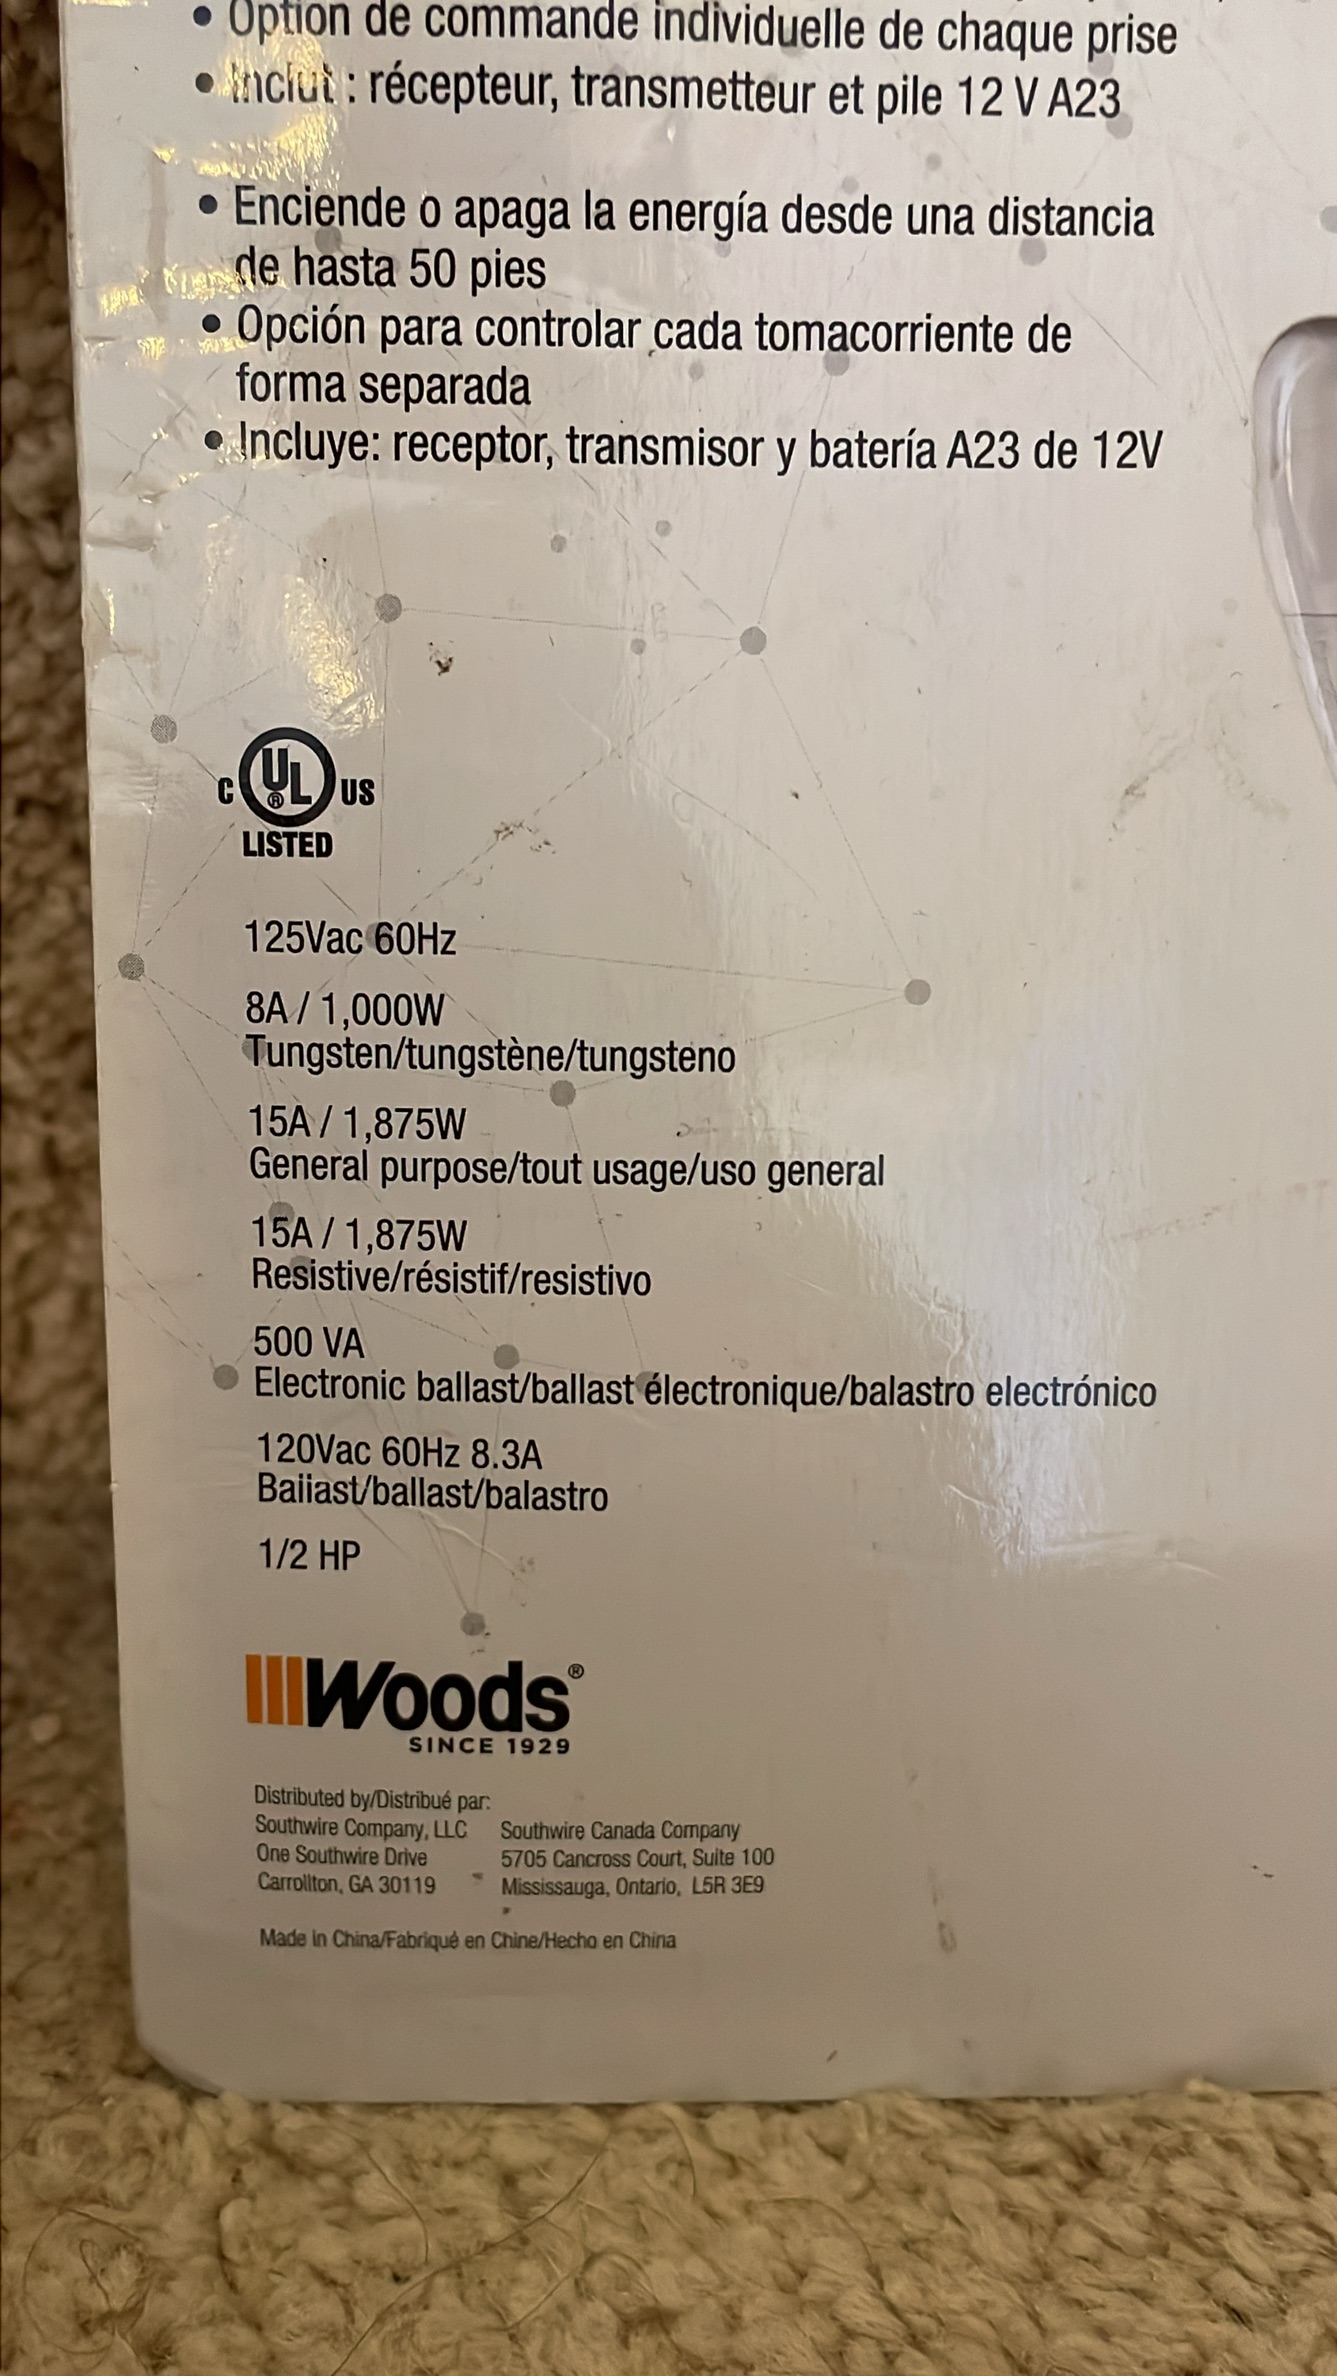 • Option de commande individuelle de chaque prise
• Inclut : récepteur, transmetteur et pile 12 V A23
• Enciende o apaga la energía desde una distancia
de hasta 50 pies
• Opción para controlar cada tomacorriente de
forma separada
• Incluye: receptor, transmisor y batería A23 de 12V
C UL ® US
LISTED
125Vac 60Hz
8A / 1,000W
Tungsten/tungstène/tungsteno
15A / 1,875W
General purpose/tout usage/uso general
15A / 1,875W
Resistive/résistif/resistivo
500 VA
Electronic ballast/ballast électronique/balastro electrónico
120Vac 60Hz 8.3A
Ballast/ballast/balastro
1/2 HP
Woods®
SINCE 1929
Distributed by/Distribué par:
Southwire Company, LLC Southwire Canada Company
One Southwire Drive 5705 Cancross Court, Suite 100
Carrollton, GA 30119 Mississauga, Ontario, L5R 3E9
Made in China/Fabriqué en Chine/Hecho en China